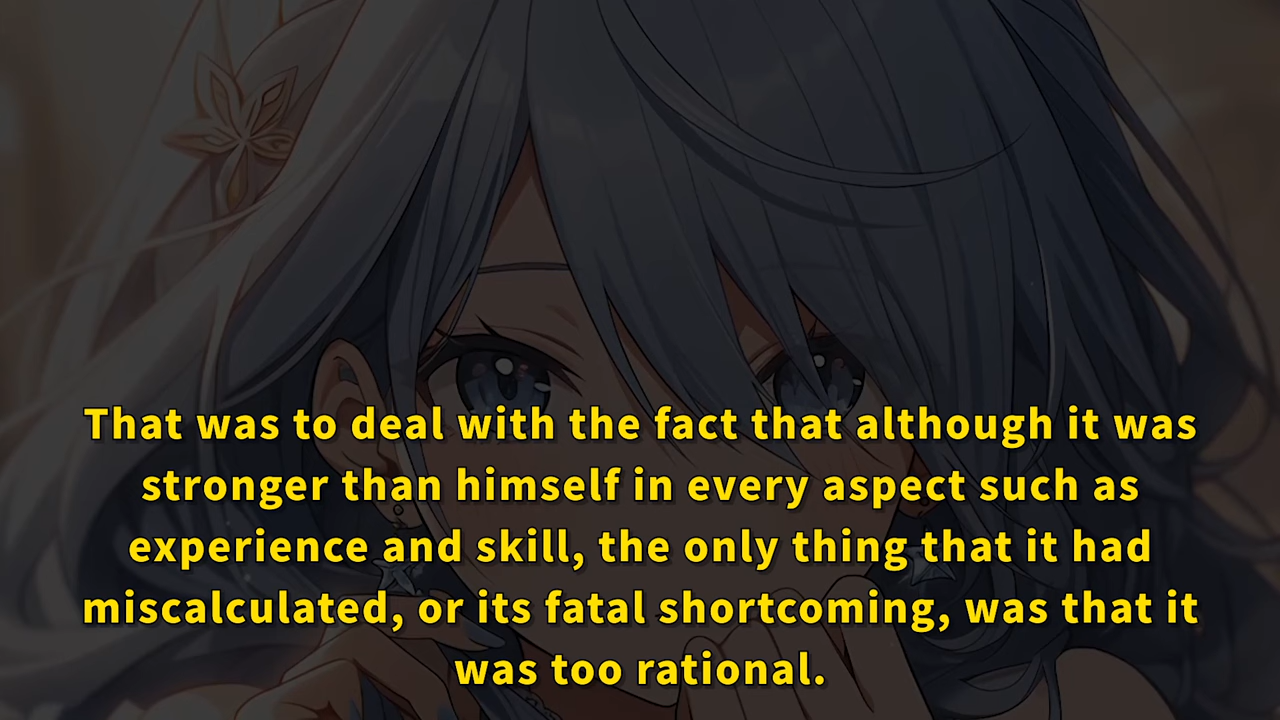 That was to deal with the fact that although it was
stronger than himself in every aspect such as
experience and skill, the only thing that it had
miscalculated, or its fatal shortcoming, was that it
was too rational.